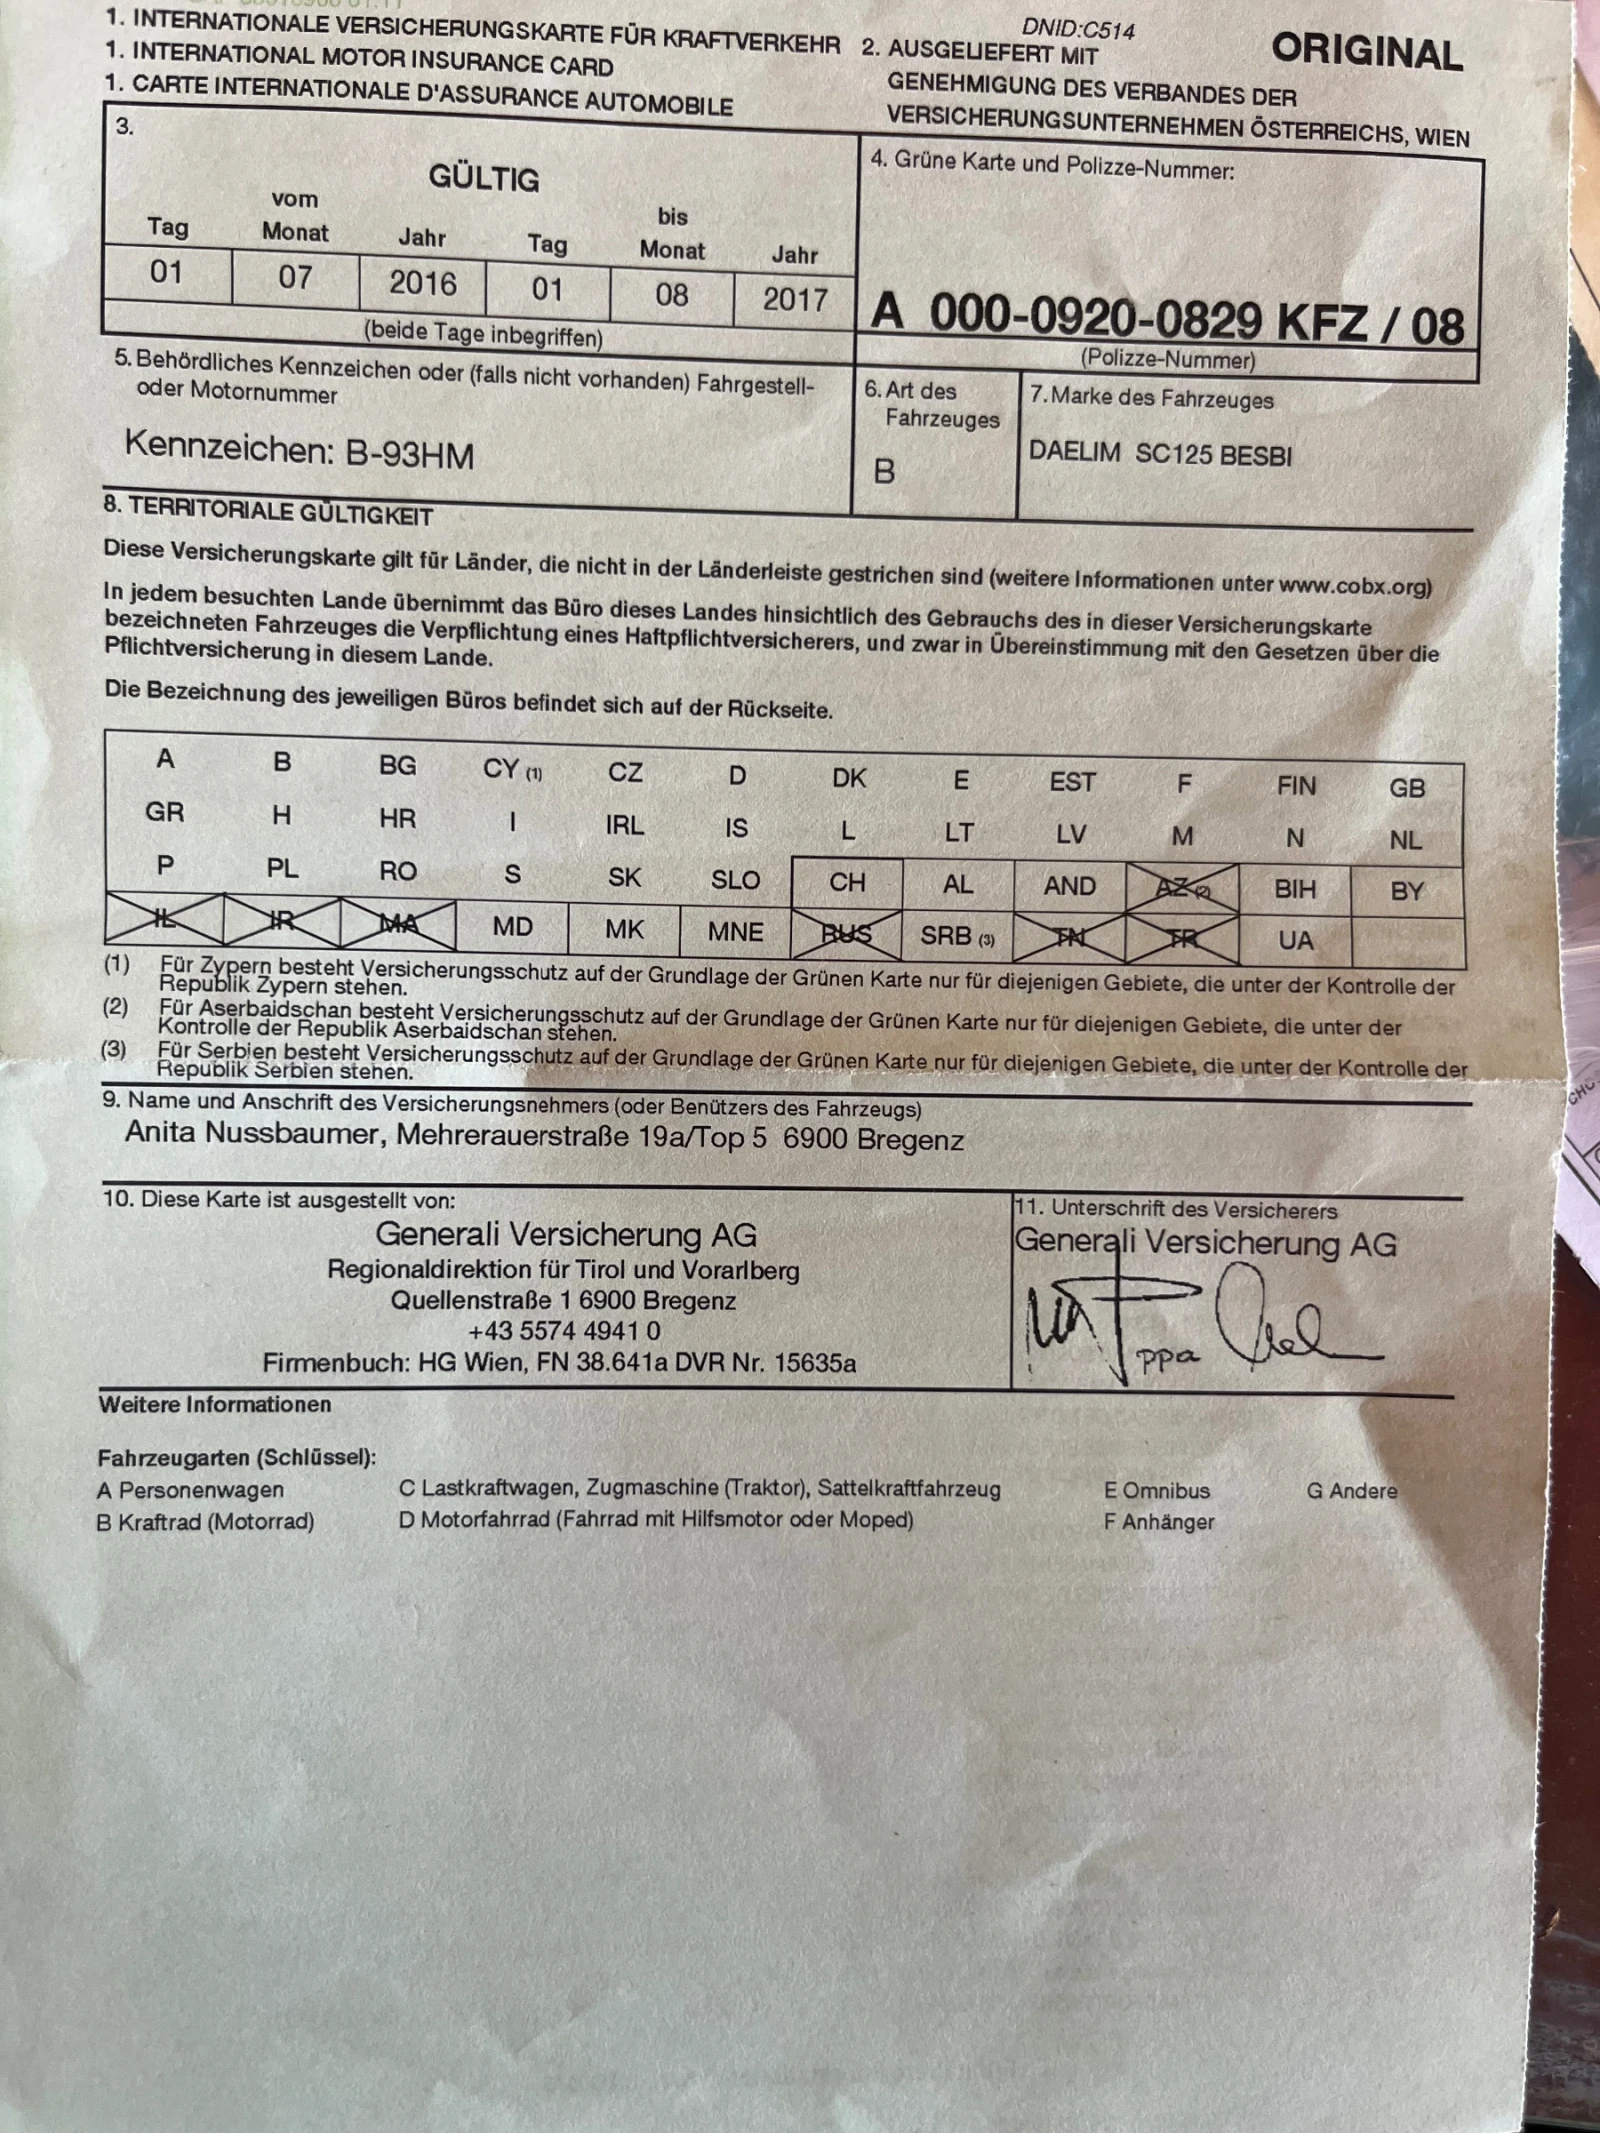 1. INTERNATIONALE VERSICHERUNGSKARTE FÜR KRAFTVERKEHR
1. INTERNATIONAL MOTOR INSURANCE CARD
1. CARTE INTERNATIONALE D'ASSURANCE AUTOMOBILE
DNID:C514
2. AUSGELIEFERT MIT
GENEHMIGUNG DES VERBANDES DER
VERSICHERUNGSUNTERNEHMEN ÖSTERREICHS, WIEN
ORIGINAL
3.
GÜLTIG
vom bis
Tag Monat Jahr Tag Monat Jahr
01 07 2016 01 08 2017
(beide Tage inbegriffen)
4. Grüne Karte und Polizze-Nummer:
A 000-0920-0829 KFZ / 08
(Polizze-Nummer)
5. Behördliches Kennzeichen oder (falls nicht vorhanden) Fahrgestell-
oder Motornummer
Kennzeichen: B-93HM
6. Art des
Fahrzeuges
B
7. Marke des Fahrzeuges
DAELIM SC125 BESBI
8. TERRITORIALE GÜLTIGKEIT
Diese Versicherungskarte gilt für Länder, die nicht in der Länderleiste gestrichen sind (weitere Informationen unter www.cobx.org)
In jedem besuchten Lande übernimmt das Büro dieses Landes hinsichtlich des Gebrauchs des in dieser Versicherungskarte
bezeichneten Fahrzeuges die Verpflichtung eines Haftpflichtversicherers, und zwar in Übereinstimmung mit den Gesetzen über die
Pflichtversicherung in diesem Lande.
Die Bezeichnung des jeweiligen Büros befindet sich auf der Rückseite.
A B BG CY (1) CZ D DK E EST F FIN GB
GR H HR I IRL IS L LT LV M N NL
P PL RO S SK SLO CH AL AND AZ (2) BIH BY
IL IR MA MD MK MNE RUS SRB (3) TN TR UA
(1) Für Zypern besteht Versicherungsschutz auf der Grundlage der Grünen Karte nur für diejenigen Gebiete, die unter der Kontrolle der
Republik Zypern stehen.
(2) Für Aserbaidschan besteht Versicherungsschutz auf der Grundlage der Grünen Karte nur für diejenigen Gebiete, die unter der
Kontrolle der Republik Aserbaidschan stehen.
(3) Für Serbien besteht Versicherungsschutz auf der Grundlage der Grünen Karte nur für diejenigen Gebiete, die unter der Kontrolle der
Republik Serbien stehen.
9. Name und Anschrift des Versicherungsnehmers (oder Benützers des Fahrzeugs)
Anita Nussbaumer, Mehrerauerstraße 19a/Top 5 6900 Bregenz
10. Diese Karte ist ausgestellt von:
Generali Versicherung AG
Regionaldirektion für Tirol und Vorarlberg
Quellenstraße 1 6900 Bregenz
+43 5574 4941 0
Firmenbuch: HG Wien, FN 38.641a DVR Nr. 15635a
11. Unterschrift des Versicherers
Generali Versicherung AG
ppa
Weitere Informationen
Fahrzeugarten (Schlüssel):
A Personenwagen C Lastkraftwagen, Zugmaschine (Traktor), Sattelkraftfahrzeug E Omnibus G Andere
B Kraftrad (Motorrad) D Motorfahrrad (Fahrrad mit Hilfsmotor oder Moped) F Anhänger